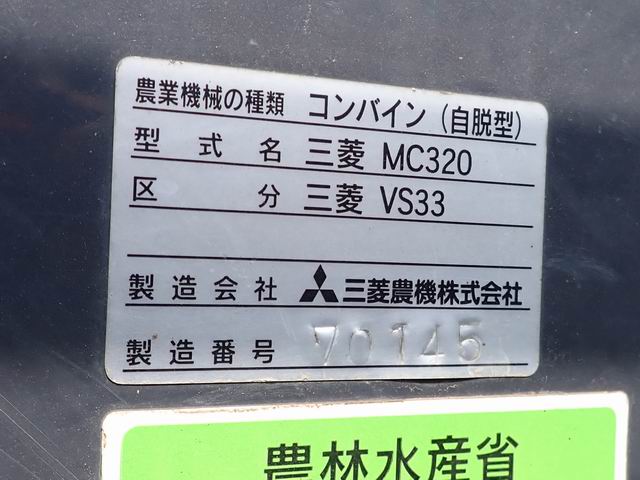 農業機械の種類 コンバイン(自脱型)
型式名 三菱 MC320
区分 三菱 VS33
製造会社 三菱農機株式会社
製造番号 70145
農林水産省